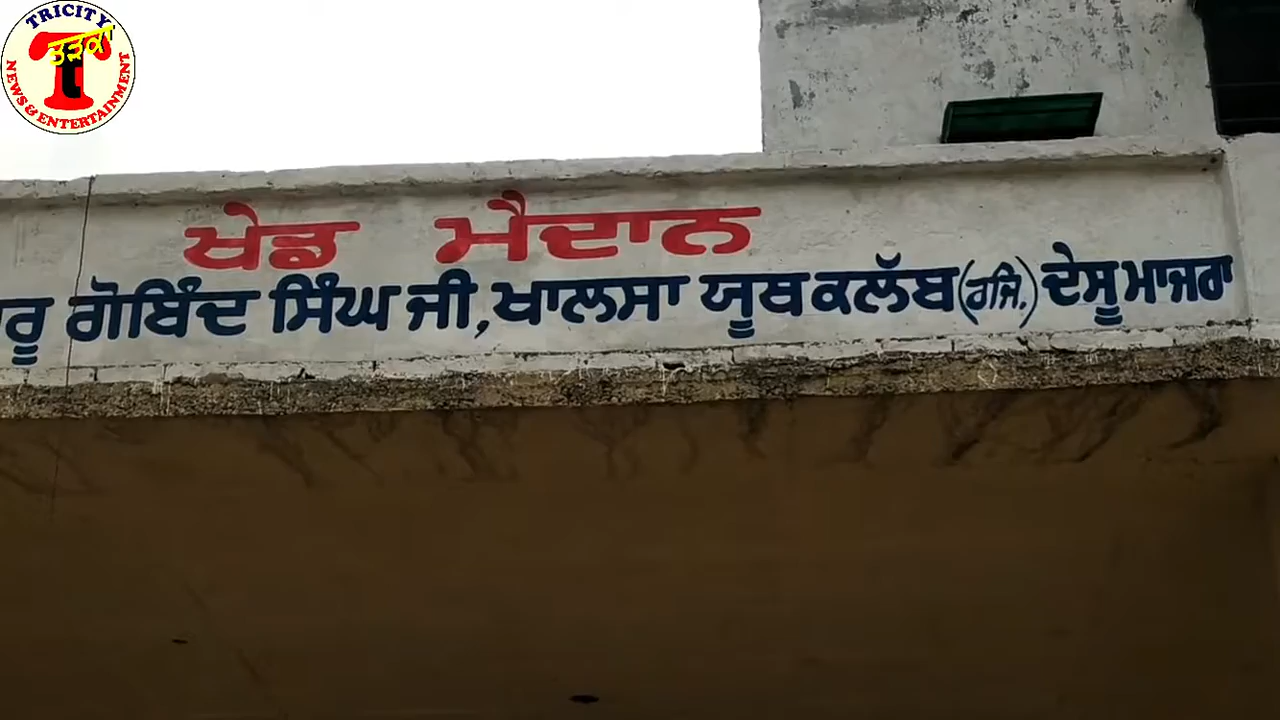 TRICITY
ਤੜਕਾ
NEWS & ENTERTAINMENT
ਖੇਡ ਮੈਦਾਨ
ਗੋਬਿੰਦ ਸਿੰਘ ਜੀ, ਖਾਲਸਾ ਯੂਥ ਕਲੱਬ (ਰਜਿ.) ਦੇਸੂ ਮਾਜਰਾ